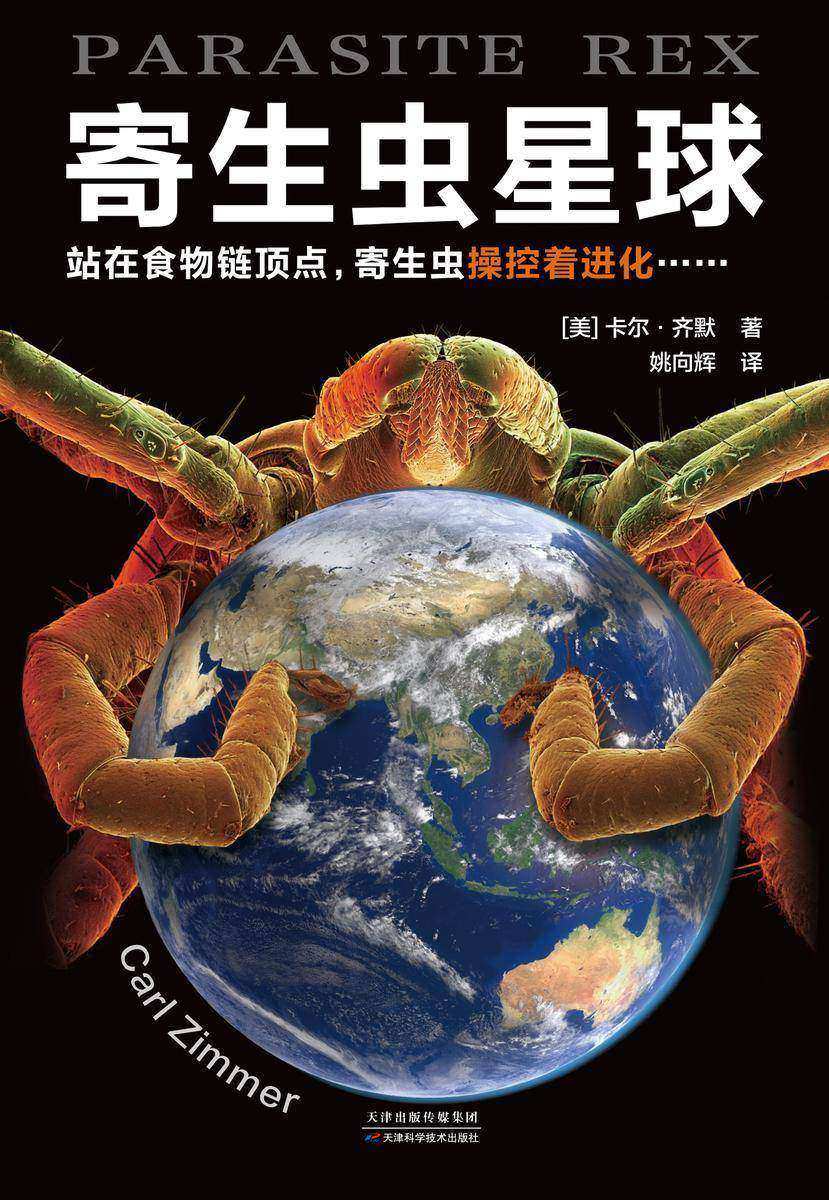 PARASITE REX
寄生虫星球
站在食物链顶点，寄生虫操控着进化……
[美] 卡尔·齐默 著
姚向辉 译
Carl Zimmer
天津出版传媒集团
天津科学技术出版社